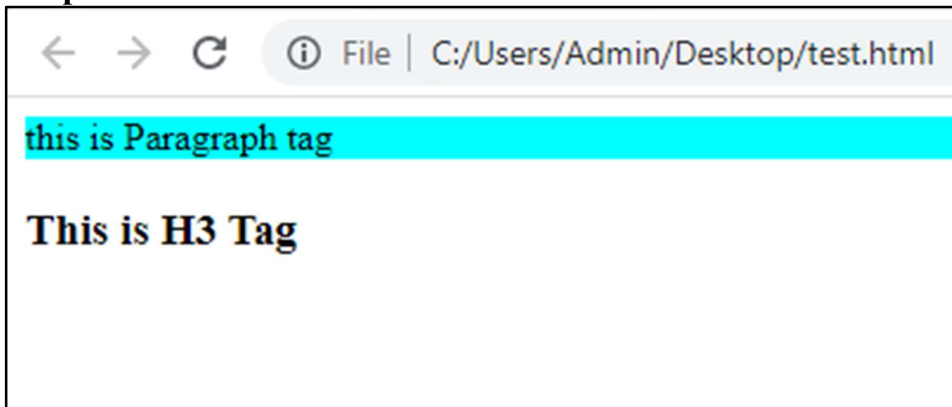 File | C:/Users/Admin/Desktop/test.html
this is Paragraph tag
This is H3 Tag